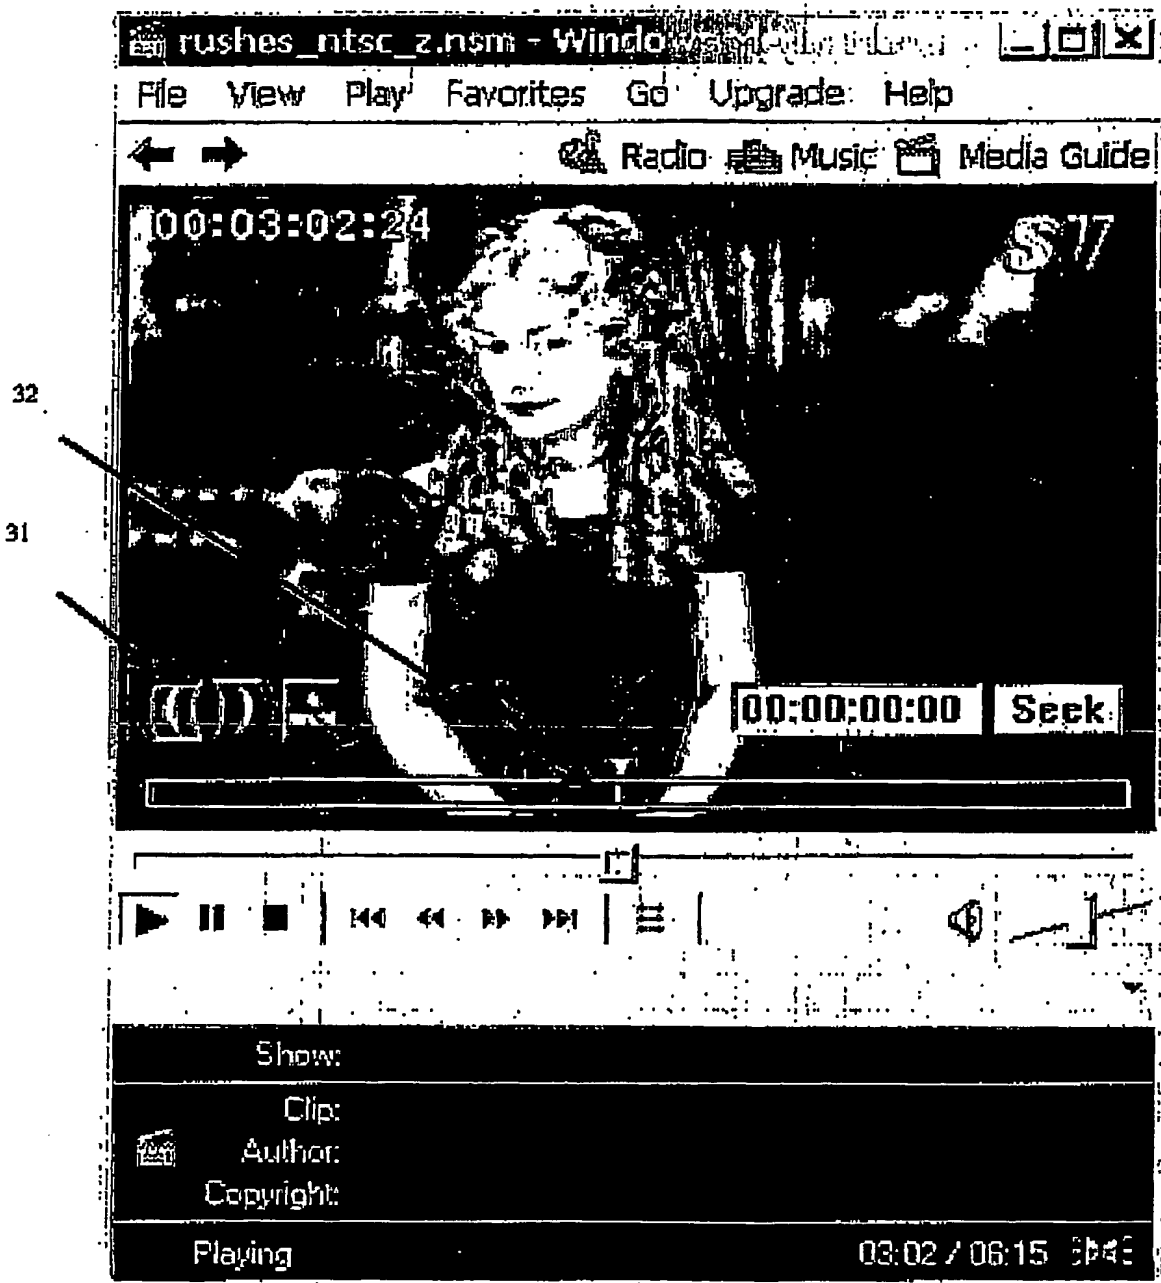 rushes_ntsc_z.nsm - Windo
File View Play Favorites Go Upgrade Help
Radio Music Media Guide
00:03:02:24
32
31
00:00:00:00 Seek
Show:
Clip:
Author:
Copyright:
Playing 03:02 / 06:15